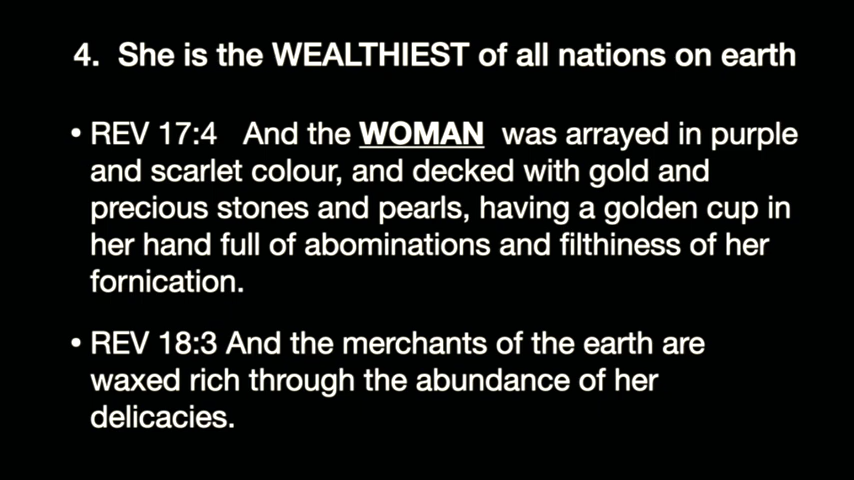 4. She is the WEALTHIEST of all nations on earth
• REV 17:4 And the WOMAN was arrayed in purple
and scarlet colour, and decked with gold and
precious stones and pearls, having a golden cup in
her hand full of abominations and filthiness of her
fornication.
• REV 18:3 And the merchants of the earth are
waxed rich through the abundance of her
delicacies.